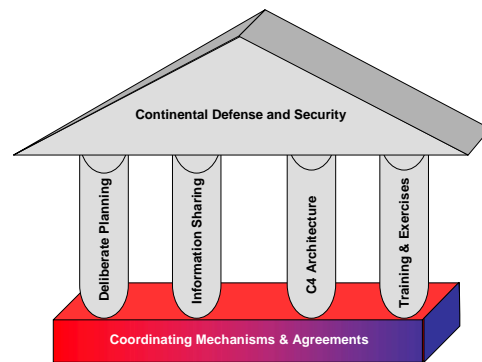 Continental Defense and Security
Deliberate Planning
Information Sharing
C4 Architecture
Training & Exercises
Coordinating Mechanisms & Agreements